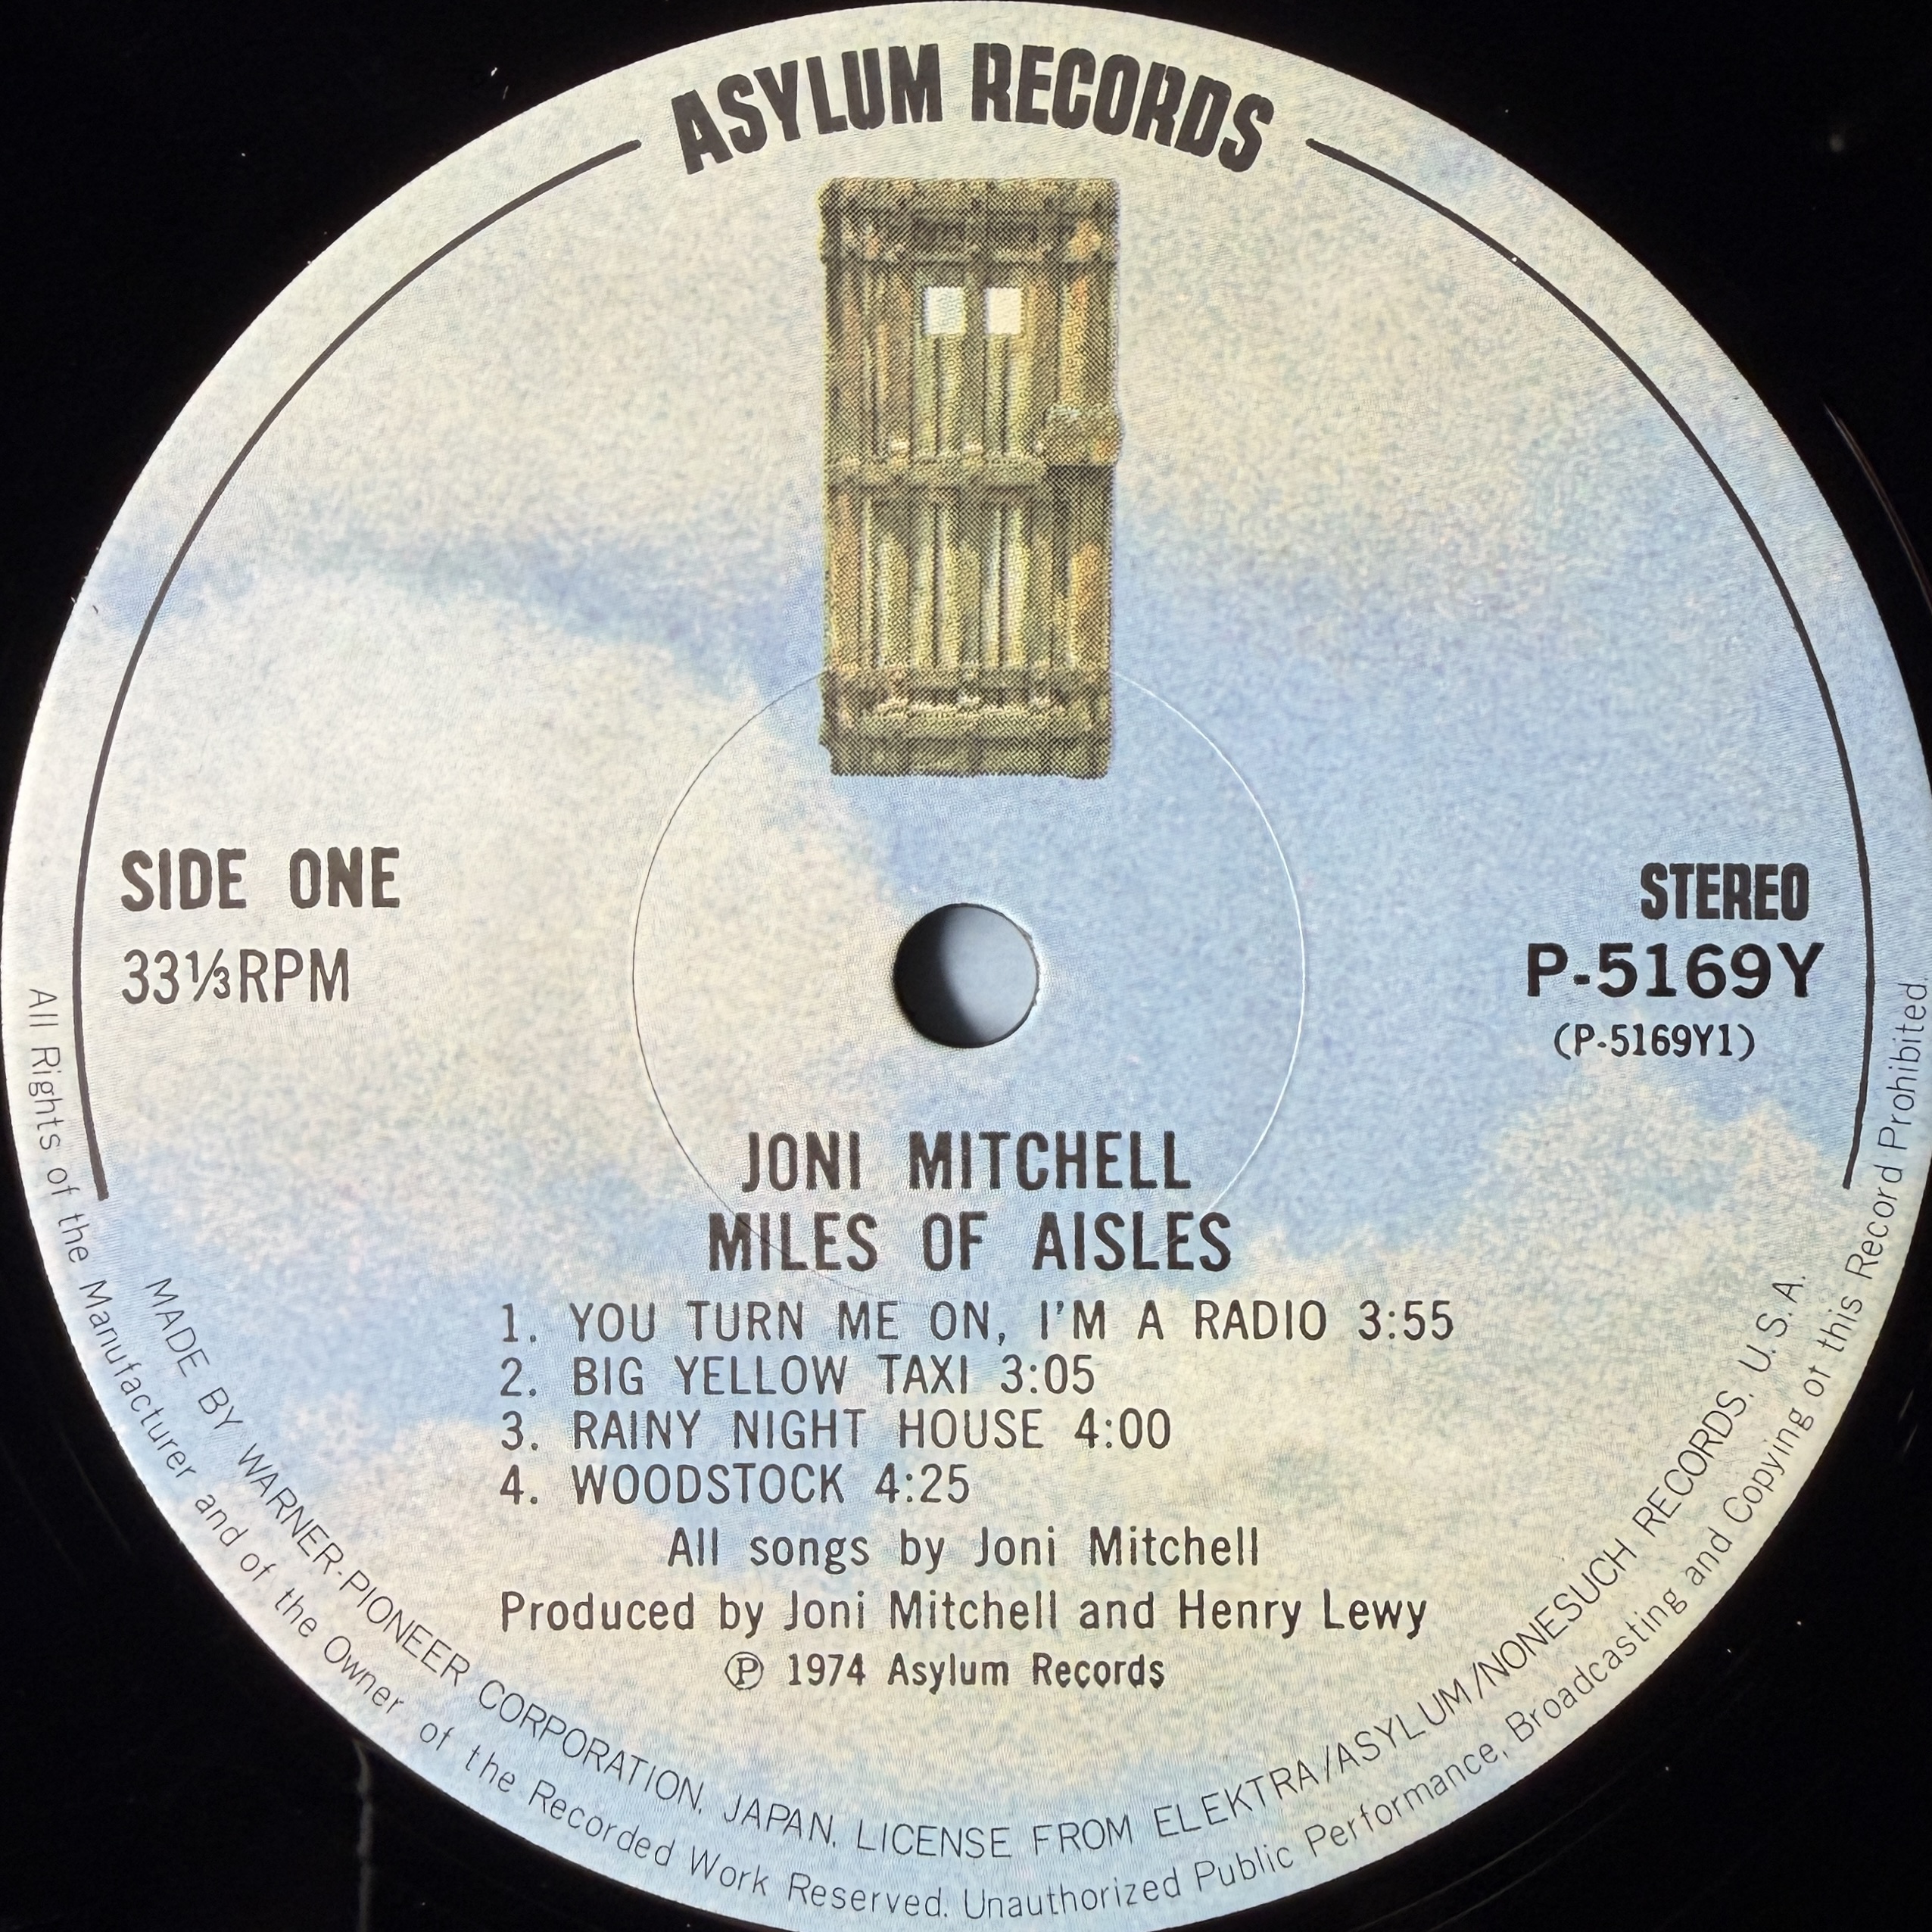 ASYLUM RECORDS
SIDE ONE
33⅓RPM
STEREO
P-5169Y
(P-5169Y1)
JONI MITCHELL
MILES OF AISLES
1. YOU TURN ME ON, I'M A RADIO 3:55
2. BIG YELLOW TAXI 3:05
3. RAINY NIGHT HOUSE 4:00
4. WOODSTOCK 4:25
All songs by Joni Mitchell
Produced by Joni Mitchell and Henry Lewy
℗ 1974 Asylum Records
MADE BY WARNER-PIONEER CORPORATION, JAPAN. LICENSE FROM ELEKTRA/ASYLUM/NONESUCH RECORDS, U.S.A.
All Rights of the Manufacturer and of the Owner of the Recorded Work Reserved. Unauthorized Public Performance, Broadcasting and Copying ot this Record Prohibited.